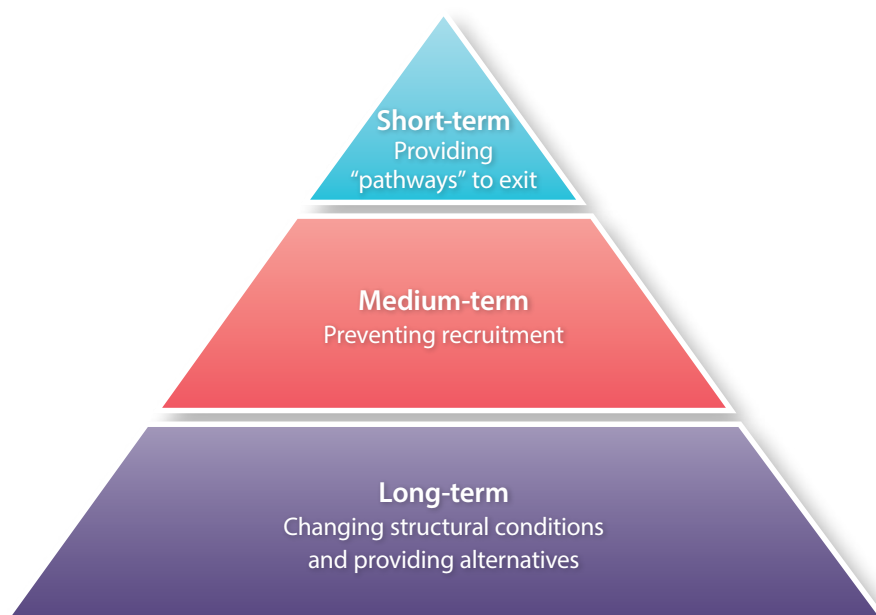 Short-term
Providing
“pathways” to exit
Medium-term
Preventing recruitment
Long-term
Changing structural conditions
and providing alternatives